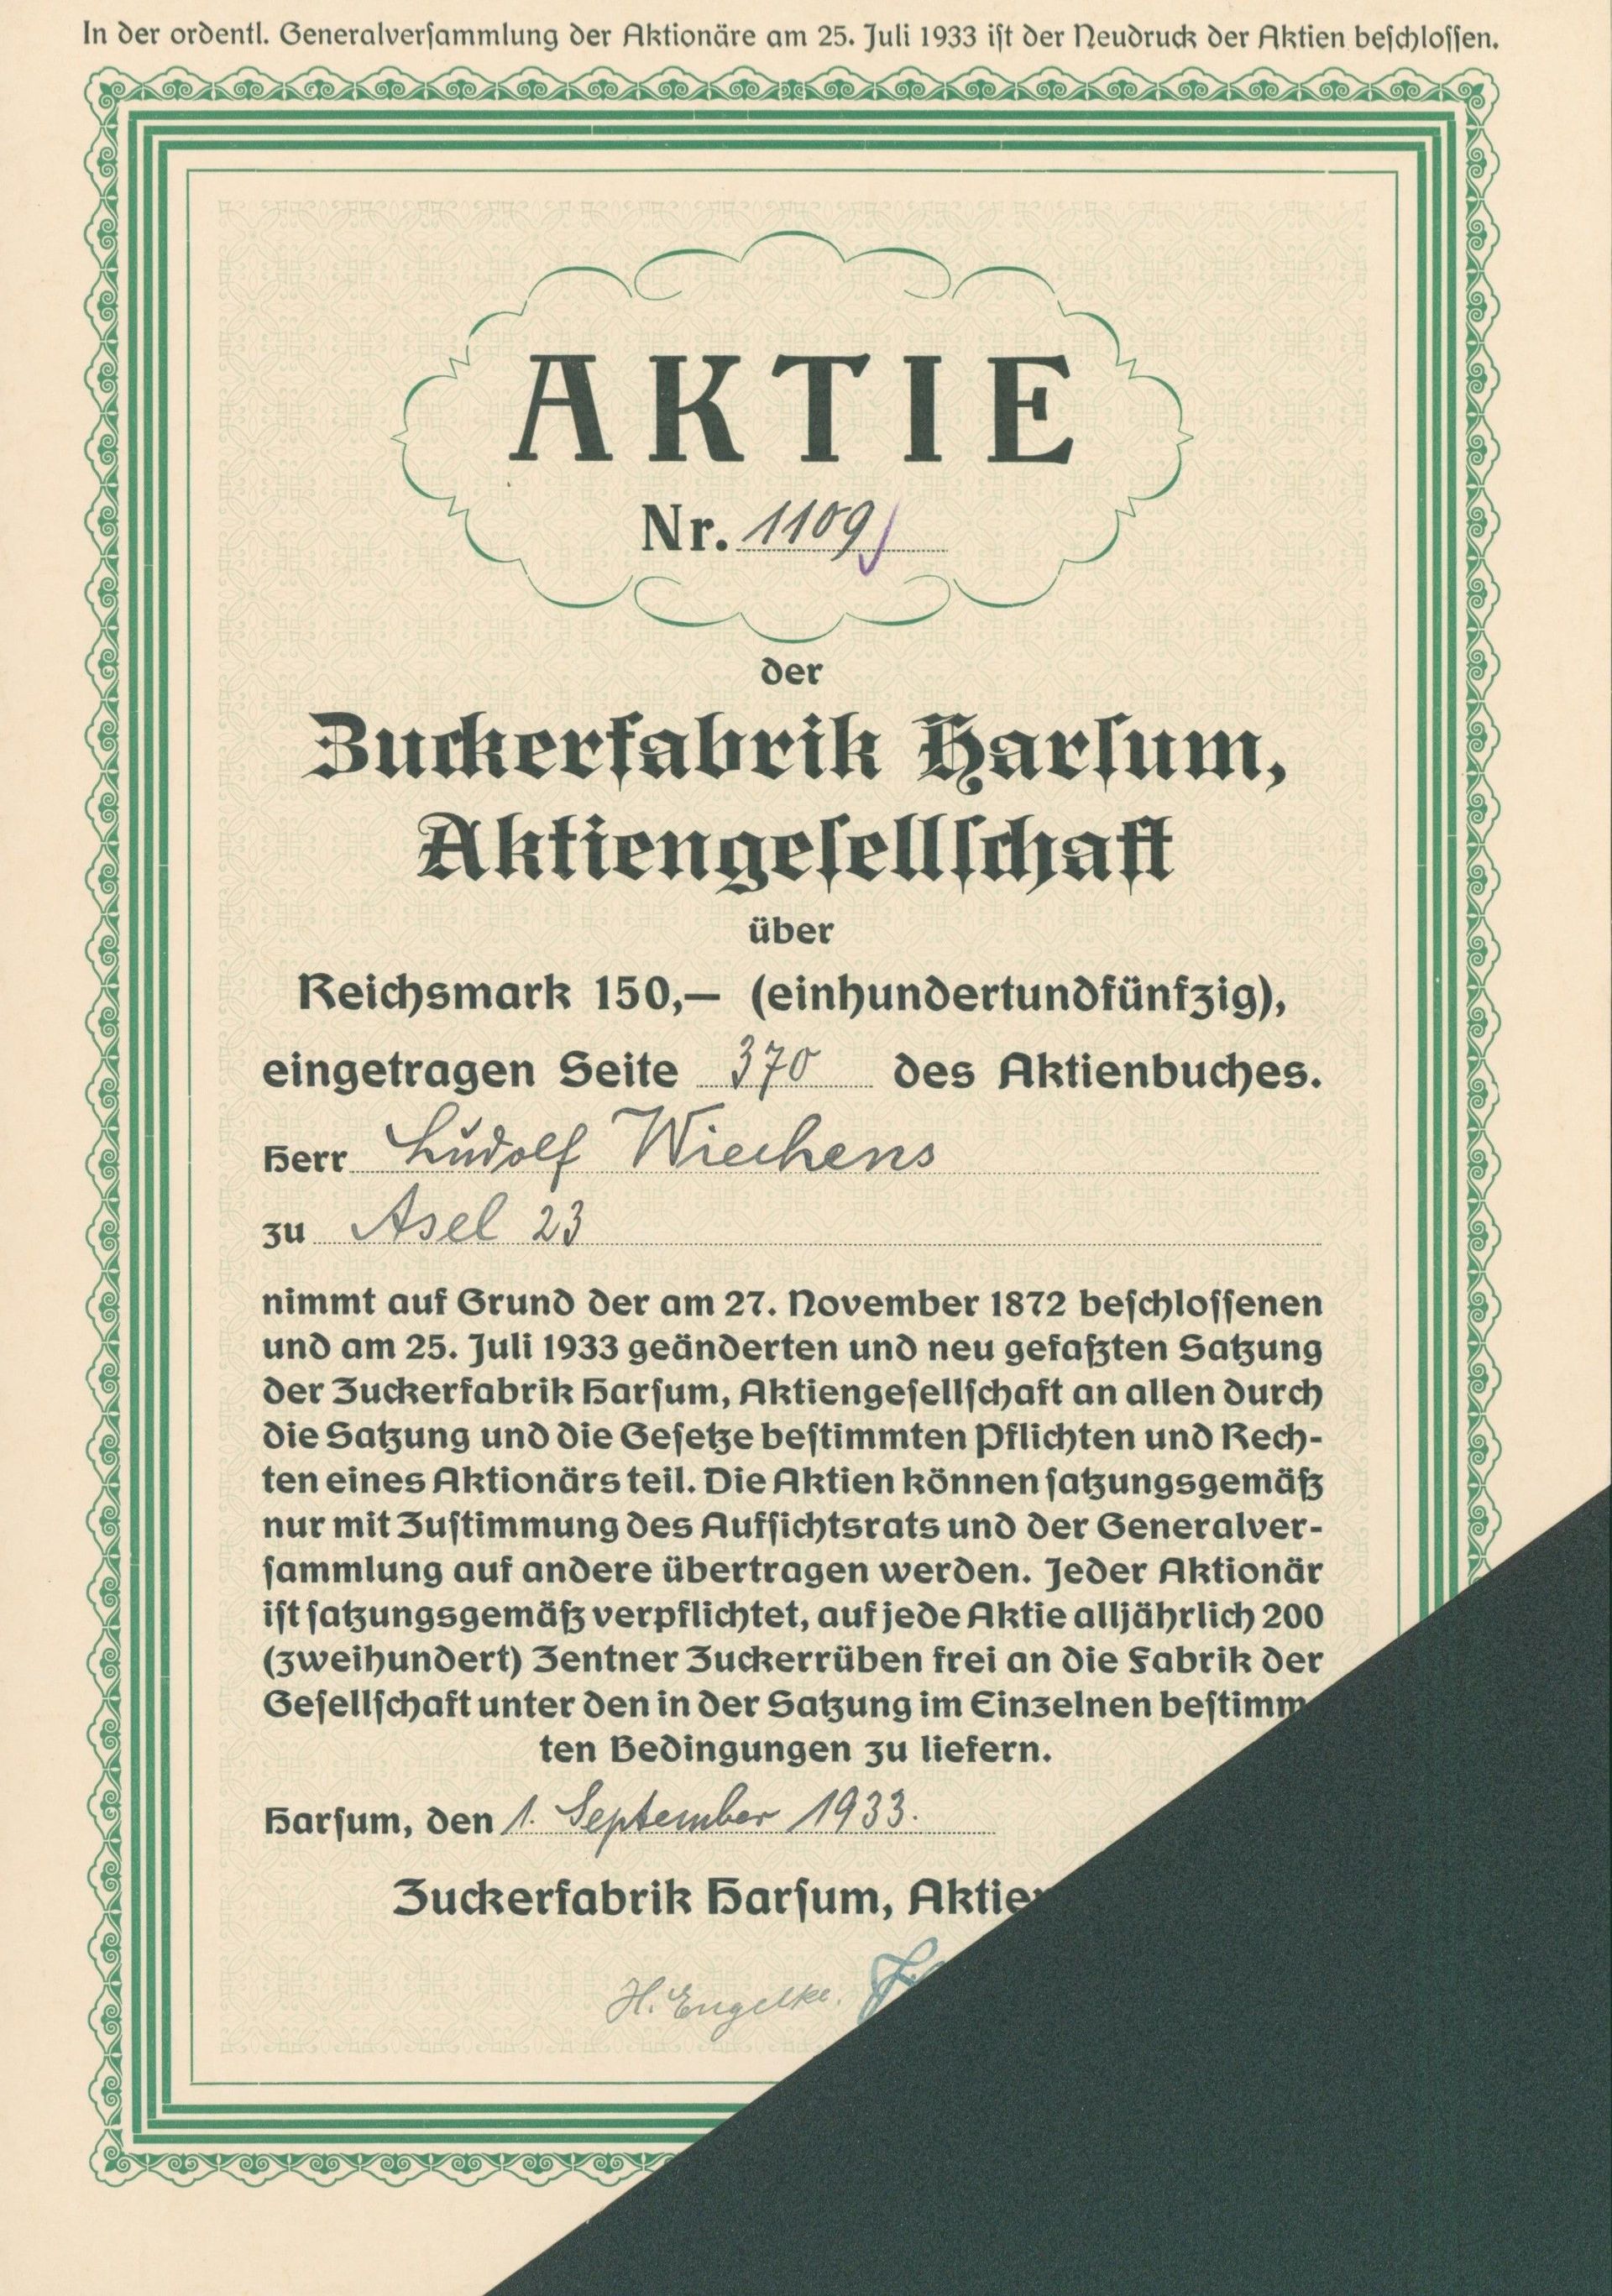 In der ordentl. Generalverſammlung der Aktionäre am 25. Juli 1933 iſt der Neudruck der Aktien beſchloſſen.
AKTIE
Nr. 1109
der
Zuckerfabrik Harſum,
Aktiengeſellſchaft
über
Reichsmark 150,— (einhundertundfünfzig),
eingetragen Seite 370 des Aktienbuches.
Herr Ludolf Wiechens
zu Asel 23
nimmt auf Grund der am 27. November 1872 beſchloſſenen
und am 25. Juli 1933 geänderten und neu gefaßten Satzung
der Zuckerfabrik Harſum, Aktiengeſellſchaft an allen durch
die Satzung und die Geſetze beſtimmten Pflichten und Rech-
ten eines Aktionärs teil. Die Aktien können ſatzungsgemäß
nur mit Zuſtimmung des Aufſichtsrats und der Generalver-
ſammlung auf andere übertragen werden. Jeder Aktionär
iſt ſatzungsgemäß verpflichtet, auf jede Aktie alljährlich 200
(zweihundert) Zentner Zuckerrüben frei an die Fabrik der
Geſellſchaft unter den in der Satzung im Einzelnen beſtimm
ten Bedingungen zu liefern.
Harſum, den 1. September 1933.
Zuckerfabrik Harſum, Aktie
H. Engelke.